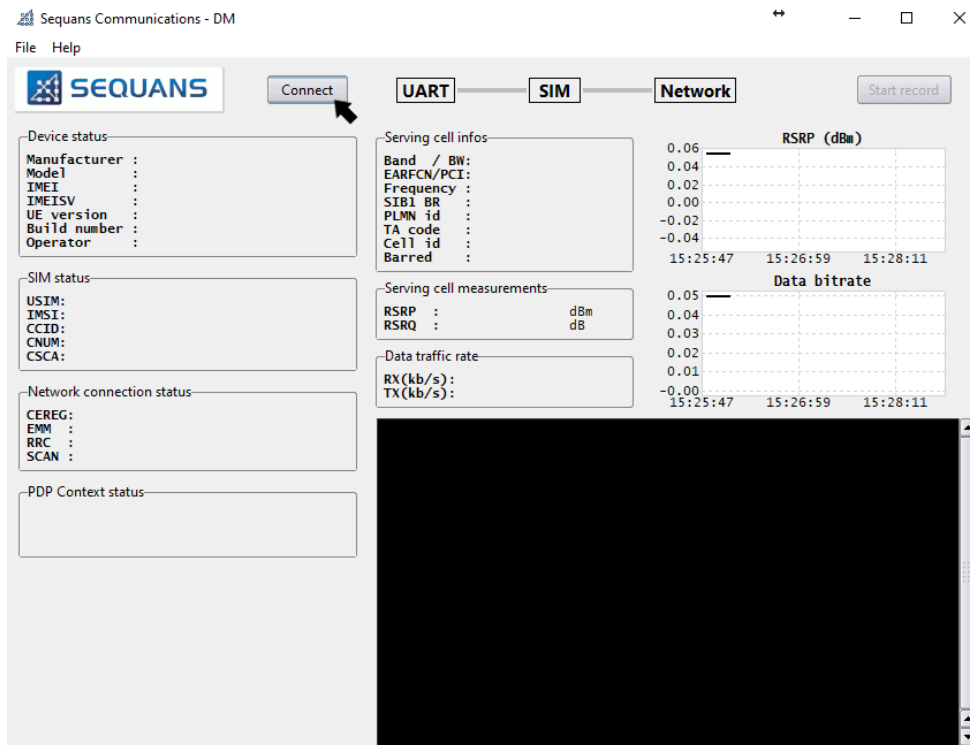 Sequans Communications - DM
File Help
SEQUANS
Connect
UART
SIM
Network
Start record
Device status
Manufacturer :
Model :
IMEI :
IMEISV :
UE version :
Build number :
Operator :
SIM status
USIM:
IMSI:
CCID:
CNUM:
CSCA:
Network connection status
CEREG:
EMM :
RRC :
SCAN :
PDP Context status
Serving cell infos
Band / BW:
EARFCN/PCI:
Frequency :
SIB1 BR :
PLMN id :
TA code :
Cell id :
Barred :
Serving cell measurements
RSRP : dBm
RSRQ : dB
Data traffic rate
RX(kb/s):
TX(kb/s):
RSRP (dBm)
0.06
0.04
0.02
0.00
-0.02
-0.04
15:25:47 15:26:59 15:28:11
Data bitrate
0.05
0.04
0.03
0.02
0.01
-0.00
15:25:47 15:26:59 15:28:11